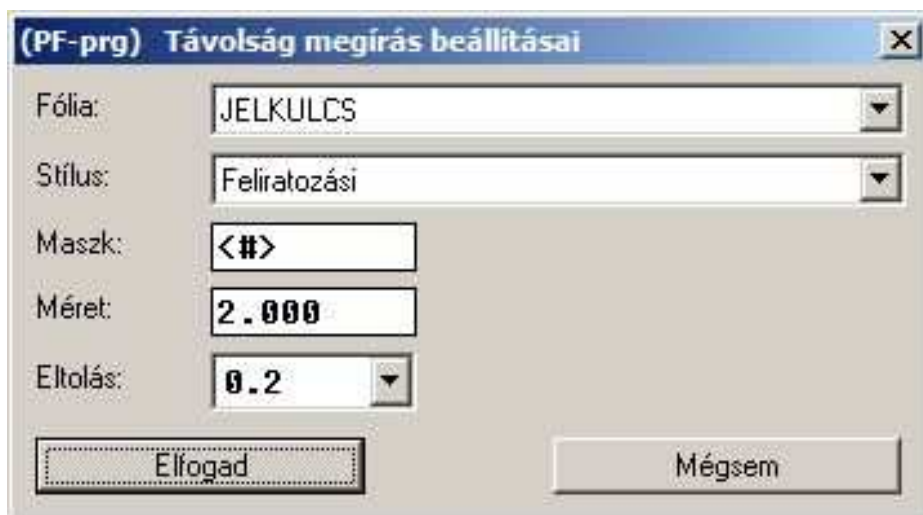 (PF-prg) Távolság megírás beállításai
Fólia: JELKULCS
Stílus: Feliratozási
Maszk: <#>
Méret: 2.000
Eltolás: 0.2
Elfogad Mégsem